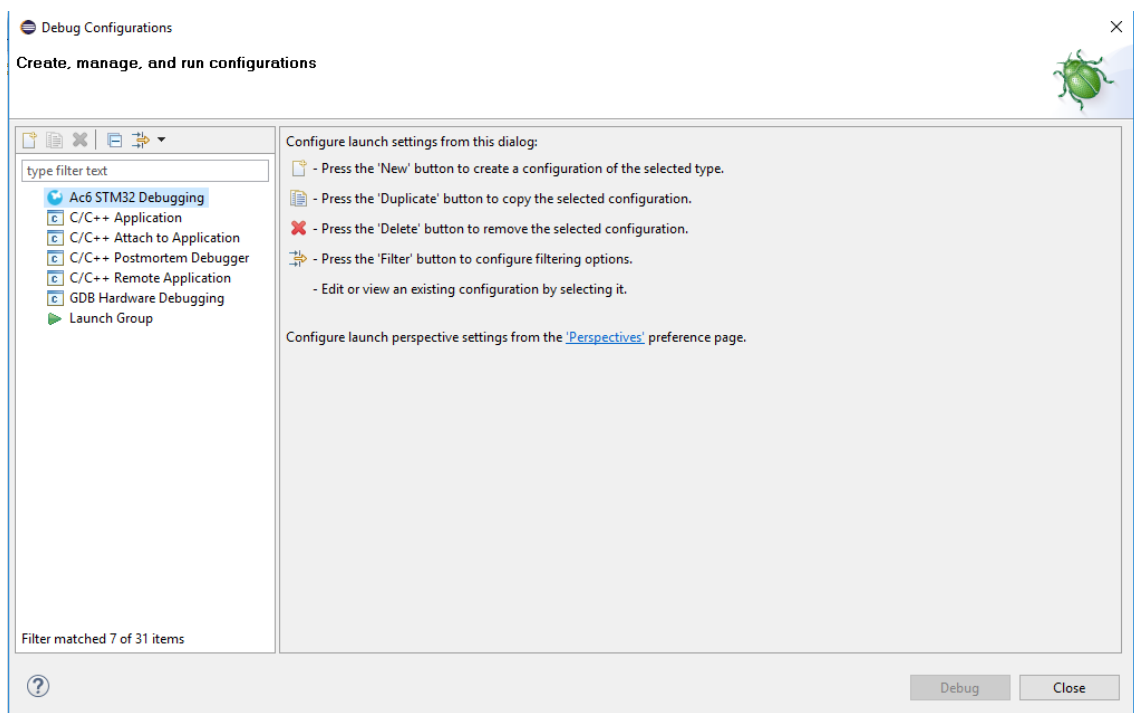 Debug Configurations
Create, manage, and run configurations
type filter text
Ac6 STM32 Debugging
C/C++ Application
C/C++ Attach to Application
C/C++ Postmortem Debugger
C/C++ Remote Application
GDB Hardware Debugging
Launch Group
Filter matched 7 of 31 items
Configure launch settings from this dialog:
- Press the 'New' button to create a configuration of the selected type.
- Press the 'Duplicate' button to copy the selected configuration.
- Press the 'Delete' button to remove the selected configuration.
- Press the 'Filter' button to configure filtering options.
- Edit or view an existing configuration by selecting it.
Configure launch perspective settings from the 'Perspectives' preference page.
Debug
Close